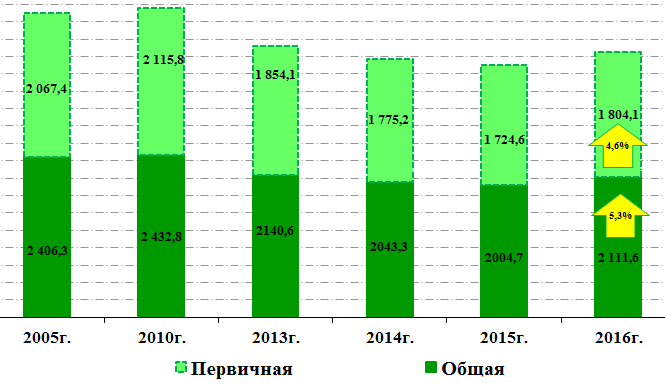 2 067,4
2 115,8
1 854,1
1 775,2
1 724,6
1 804,1
4,6%
5,3%
2 406,3
2 432,8
2140,6
2043,3
2004,7
2 111,6
2005г.
2010г.
2013г.
2014г.
2015г.
2016г.
Первичная
Общая